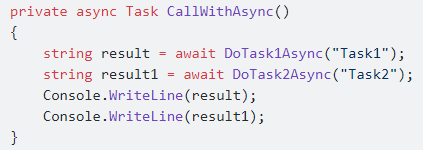 private async Task CallWithAsync()
{
    string result = await DoTask1Async("Task1");
    string result1 = await DoTask2Async("Task2");
    Console.WriteLine(result);
    Console.WriteLine(result1);
}